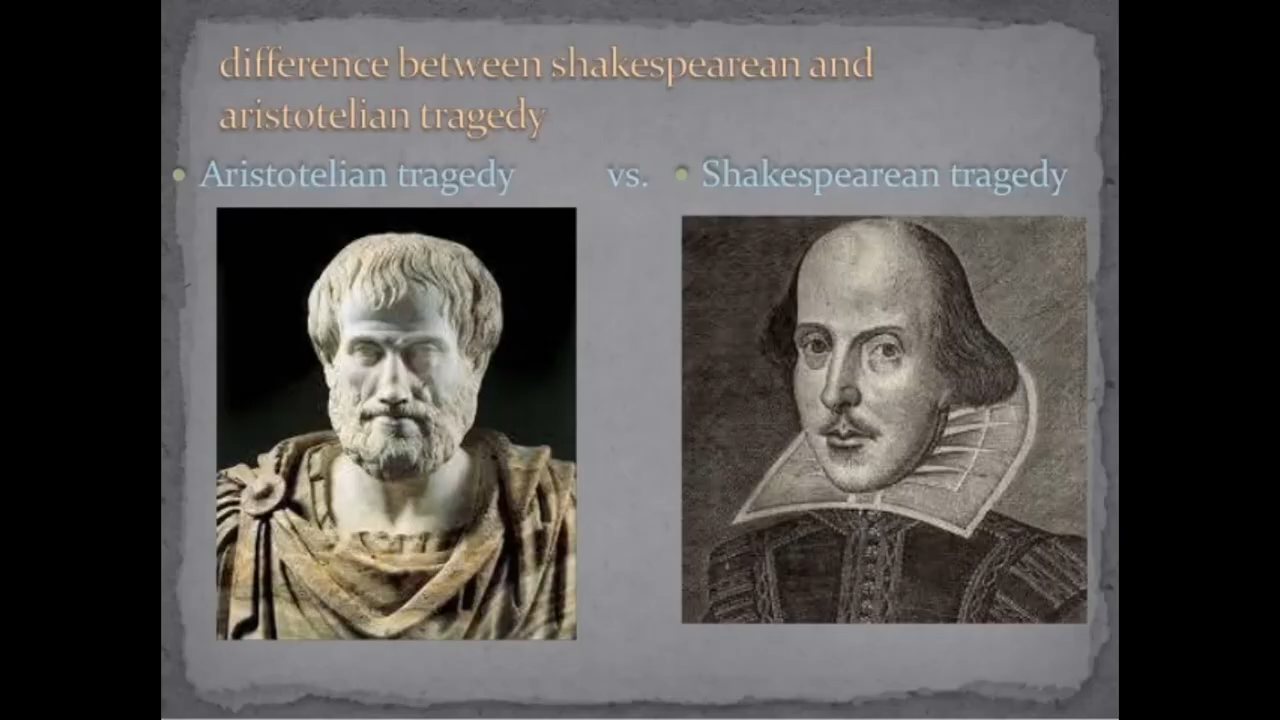 difference between shakespearean and
aristotelian tragedy
• Aristotelian tragedy vs. • Shakespearean tragedy